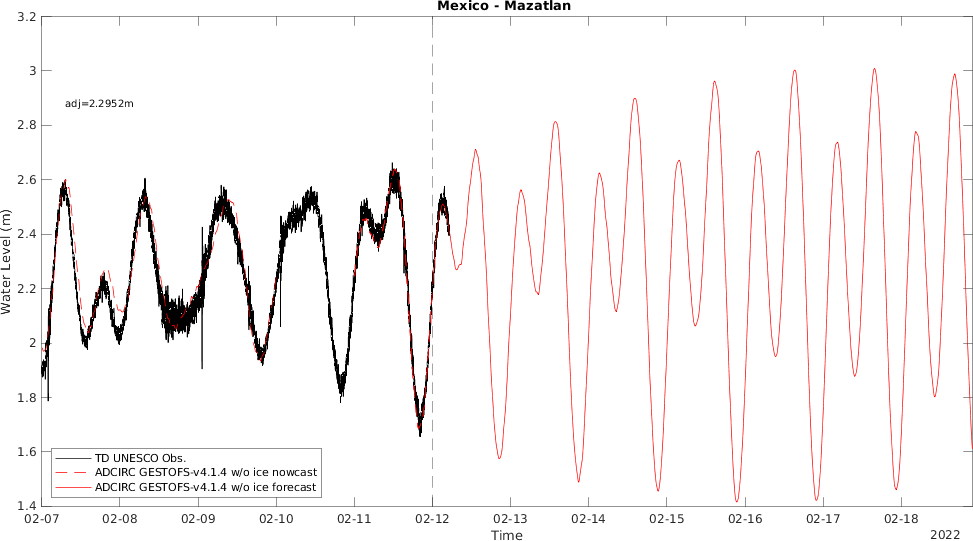 Mexico - Mazatlan
3.2
3
2.8
2.6
2.4
2.2
2
1.8
1.6
1.4
Water Level (m)
adj=2.2952m
TD UNESCO Obs.
ADCIRC GESTOFS-v4.1.4 w/o ice nowcast
ADCIRC GESTOFS-v4.1.4 w/o ice forecast
02-07 02-08 02-09 02-10 02-11 02-12 02-13 02-14 02-15 02-16 02-17 02-18
Time
2022